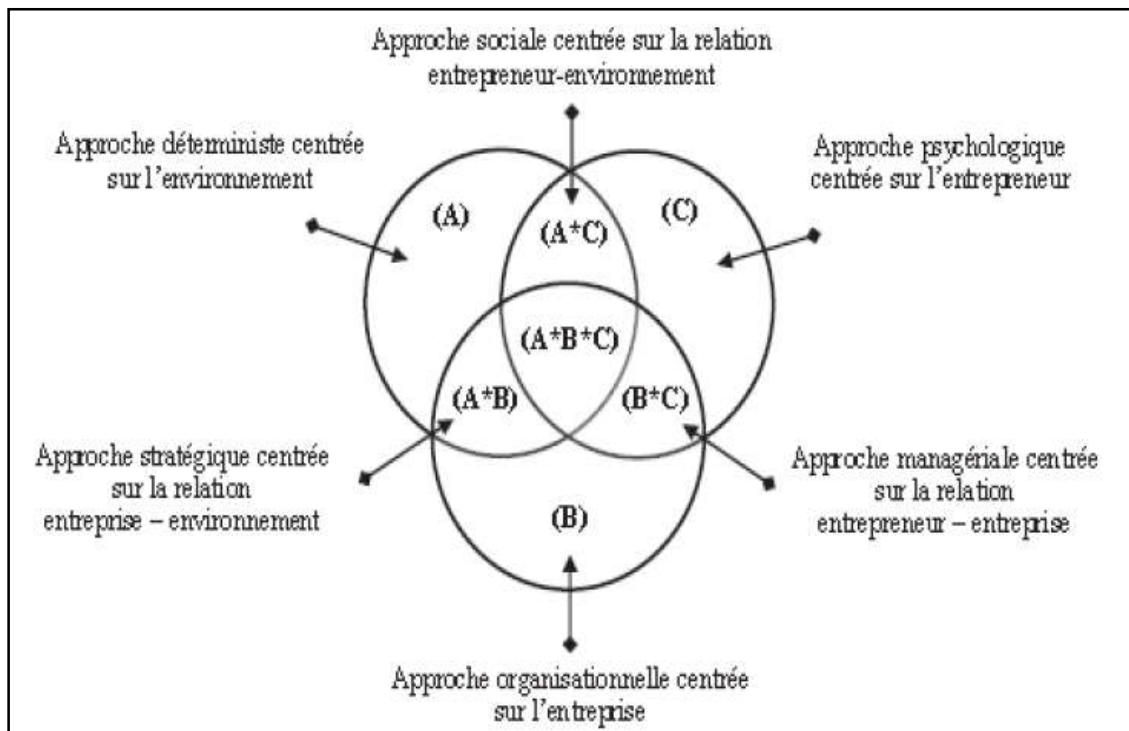 Approche sociale centrée sur la relation
entrepreneur-environnement
Approche déterministe centrée
sur l'environnement
Approche psychologique
centrée sur l'entrepreneur
(A)
(A*C)
(C)
(A*B*C)
(A*B)
(B*C)
Approche stratégique centrée
sur la relation
entreprise – environnement
Approche managériale centrée
sur la relation
entrepreneur – entreprise
(B)
Approche organisationnelle centrée
sur l'entreprise